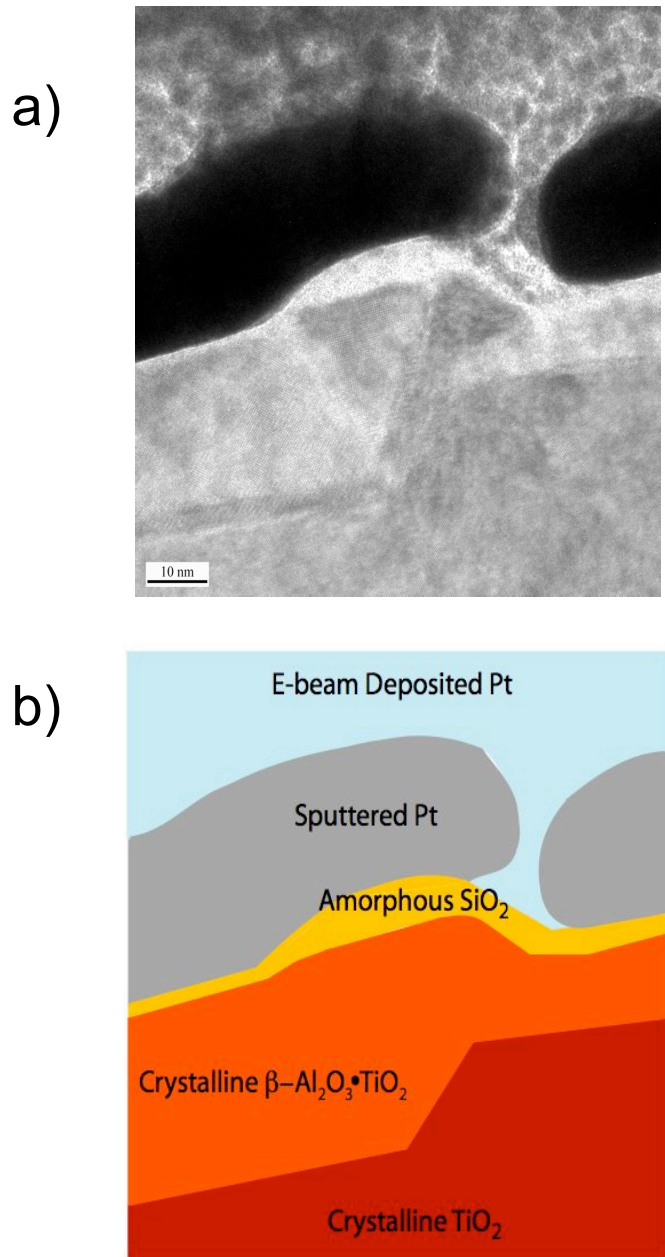 a)
10 nm
b)
E-beam Deposited Pt
Sputtered Pt
Amorphous SiO₂
Crystalline β–Al₂O₃•TiO₂
Crystalline TiO₂